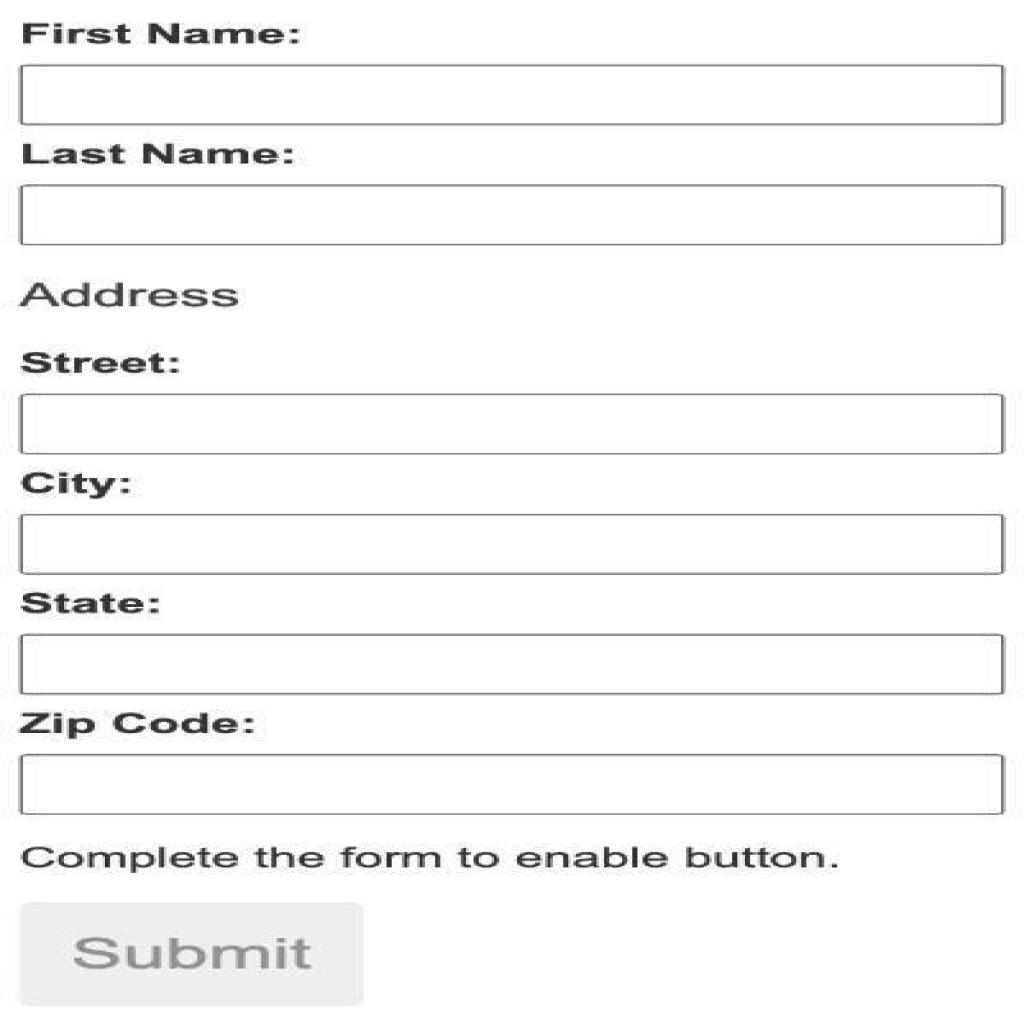 First Name:
Last Name:
Address
Street:
City:
State:
Zip Code:
Complete the form to enable button.
Submit